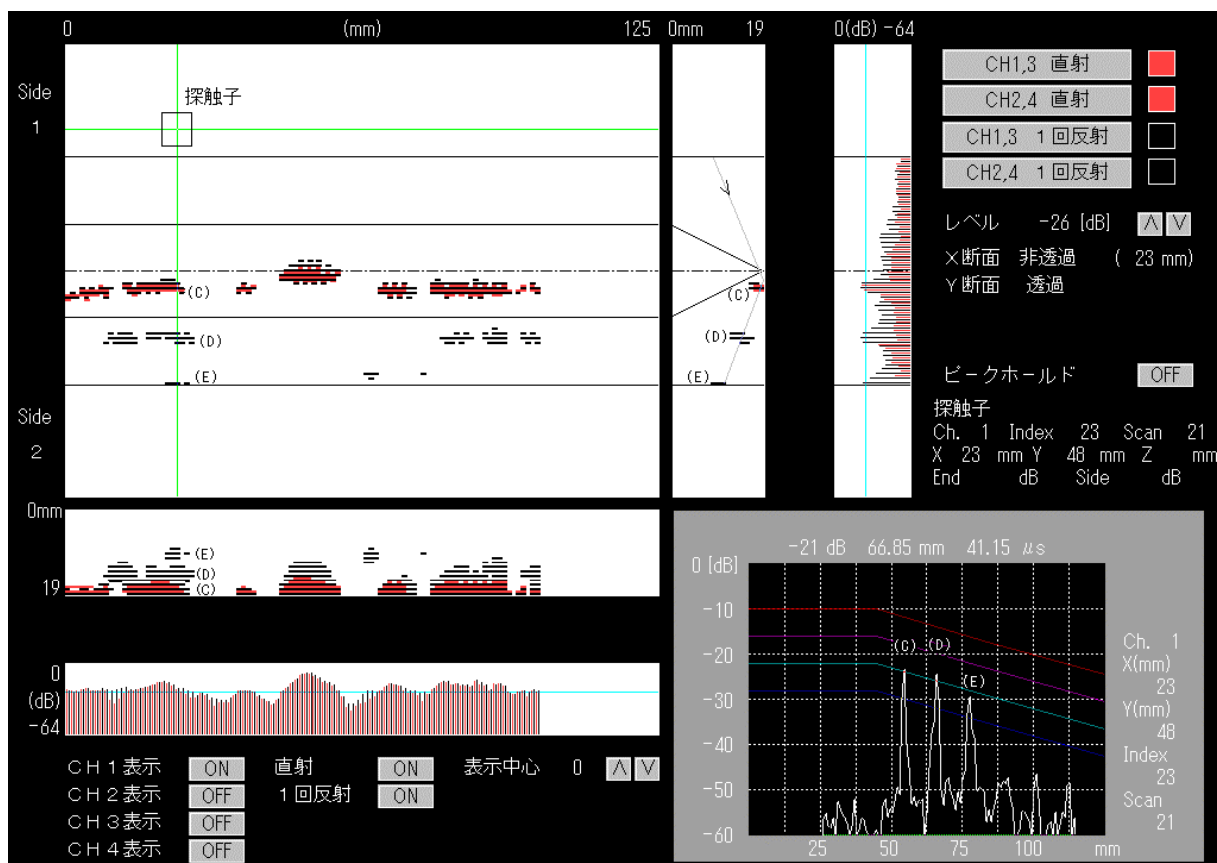 0 (mm) 125 0mm 19 0(dB) -64
Side
1
探触子
(C)
(D)
(E)
(C)
(D)
(E)
Side
2
CH1,3 直射
CH2,4 直射
CH1,3 1回反射
CH2,4 1回反射
レベル -26 [dB] ∧ ∨
X断面 非透過 ( 23 mm)
Y断面 透過
ピークホールド OFF
探触子
Ch. 1 Index 23 Scan 21
X 23 mm Y 48 mm Z mm
End dB Side dB
0mm
19
(E)
(D)
(C)
0
(dB)
-64
CH1表示 ON 直射 ON 表示中心 0 ∧ ∨
CH2表示 OFF 1回反射 ON
CH3表示 OFF
CH4表示 OFF
-21 dB 66.85 mm 41.15 μs
0 [dB]
-10
-20
-30
-40
-50
-60
(C) (D)
(E)
25 50 75 100 mm
Ch. 1
X(mm)
23
Y(mm)
48
Index
23
Scan
21